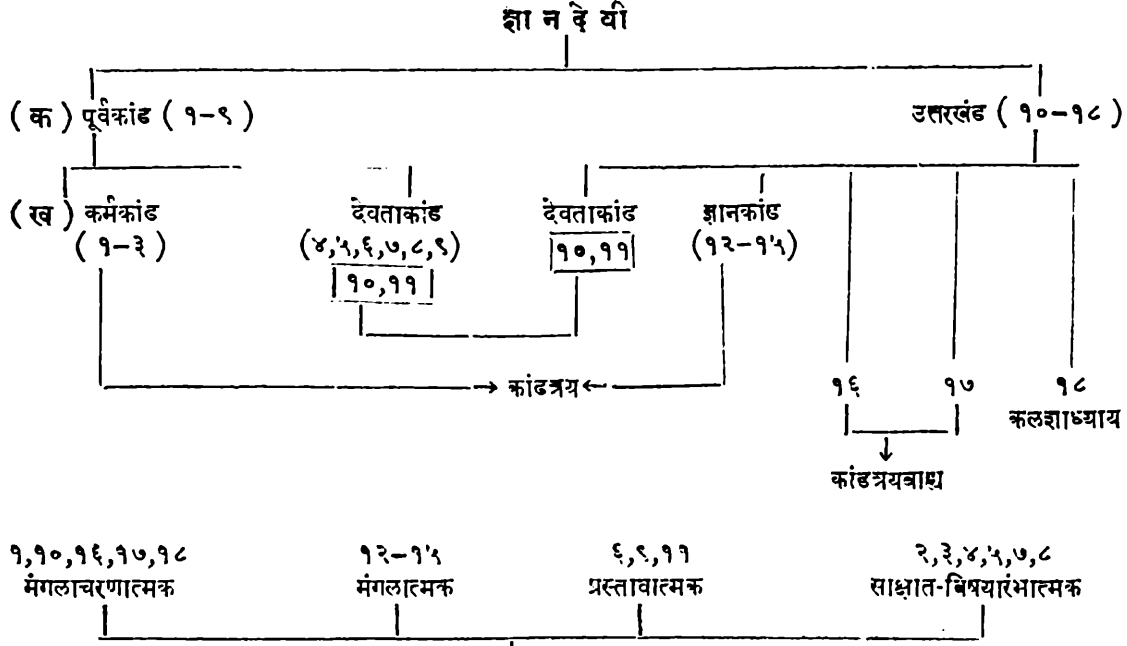 ज्ञा न दे वी
( क ) पूर्वकांड ( १-९ ) उत्तरखंड ( १०-१८ )
( ख ) कर्मकांड देवताकांड देवताकांड ज्ञानकांड
( १-३ ) (४,५,६,७,८,९) १०,११ (१२-१५)
१०,११
कांडत्रय १६ १७ १८
कलशाध्याय
कांडत्रयबाह्य
१,१०,१६,१७,१८ १२-१५ ६,९,११ २,३,४,५,७,८
मंगलाचरणात्मक मंगलात्मक प्रस्तावात्मक साक्षात-विषयारंभात्मक